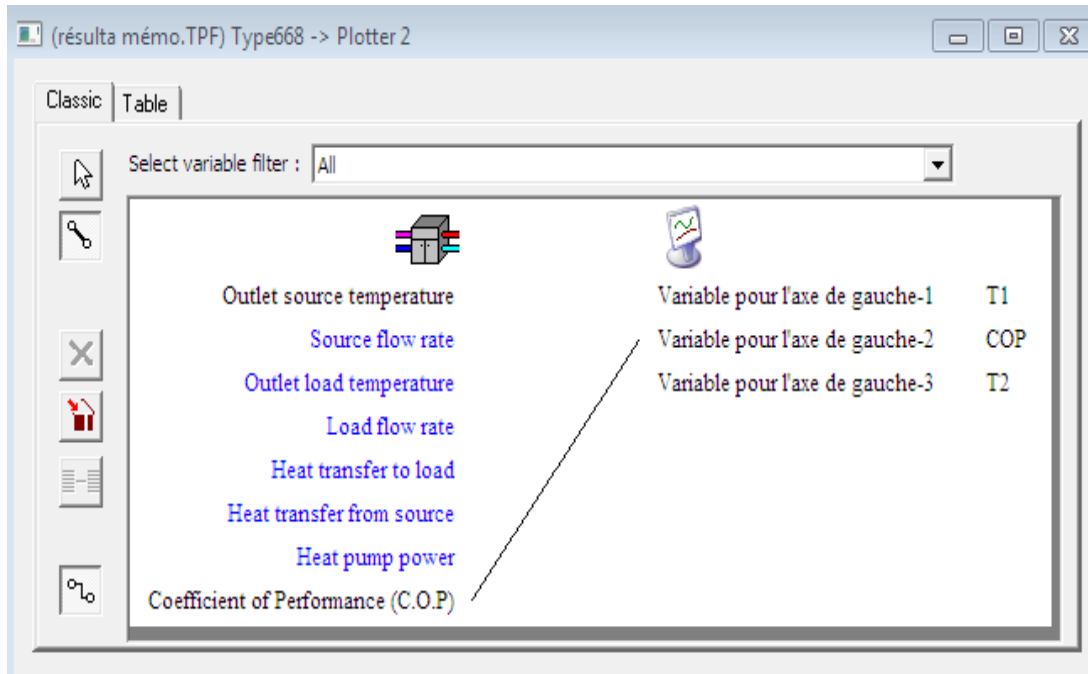 (résulta mémo.TPF) Type668 -> Plotter 2
Classic Table
Select variable filter : All
Outlet source temperature Variable pour l'axe de gauche-1 T1
Source flow rate Variable pour l'axe de gauche-2 COP
Outlet load temperature Variable pour l'axe de gauche-3 T2
Load flow rate
Heat transfer to load
Heat transfer from source
Heat pump power
Coefficient of Performance (C.O.P)